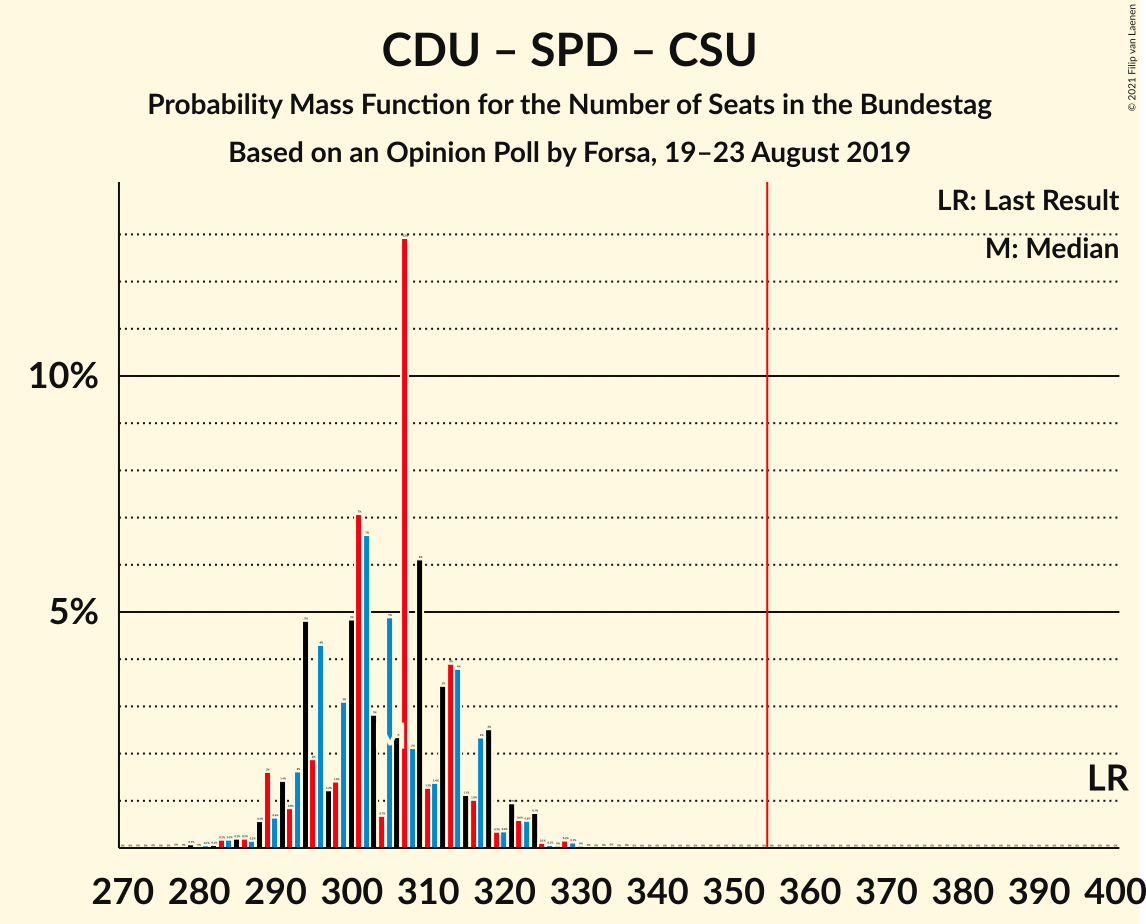 CDU – SPD – CSU
Probability Mass Function for the Number of Seats in the Bundestag
Based on an Opinion Poll by Forsa, 19–23 August 2019
© 2021 Filip van Laenen
LR: Last Result
M: Median
10%
5%
LR
270 280 290 300 310 320 330 340 350 360 370 380 390 400